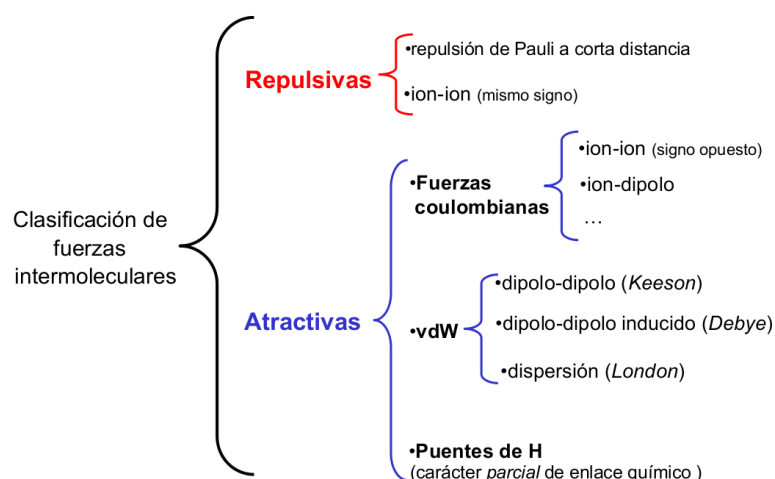 Clasificación de
fuerzas
intermoleculares
Repulsivas
•repulsión de Pauli a corta distancia
•ion-ion (mismo signo)
Atractivas
•Fuerzas
coulombianas
•ion-ion (signo opuesto)
•ion-dipolo
…
•vdW
•dipolo-dipolo (Keeson)
•dipolo-dipolo inducido (Debye)
•dispersión (London)
•Puentes de H
(carácter parcial de enlace químico )